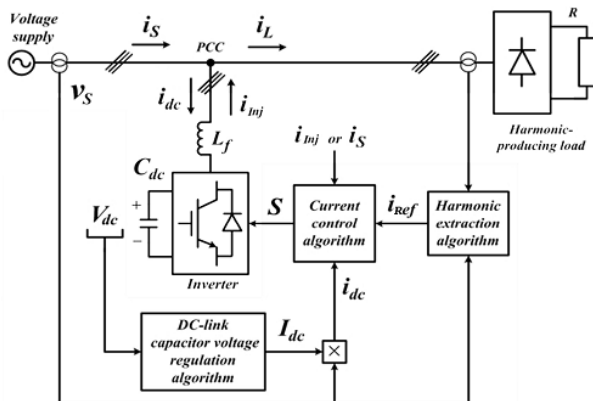 Voltage
supply
i_S
PCC
i_L
R
v_S
i_dc
i_Inj
L_f
Harmonic-
producing load
C_dc
+
−
V_dc
Inverter
S
i_Inj or i_S
Current
control
algorithm
i_Ref
Harmonic
extraction
algorithm
i_dc
DC-link
capacitor voltage
regulation
algorithm
I_dc
×